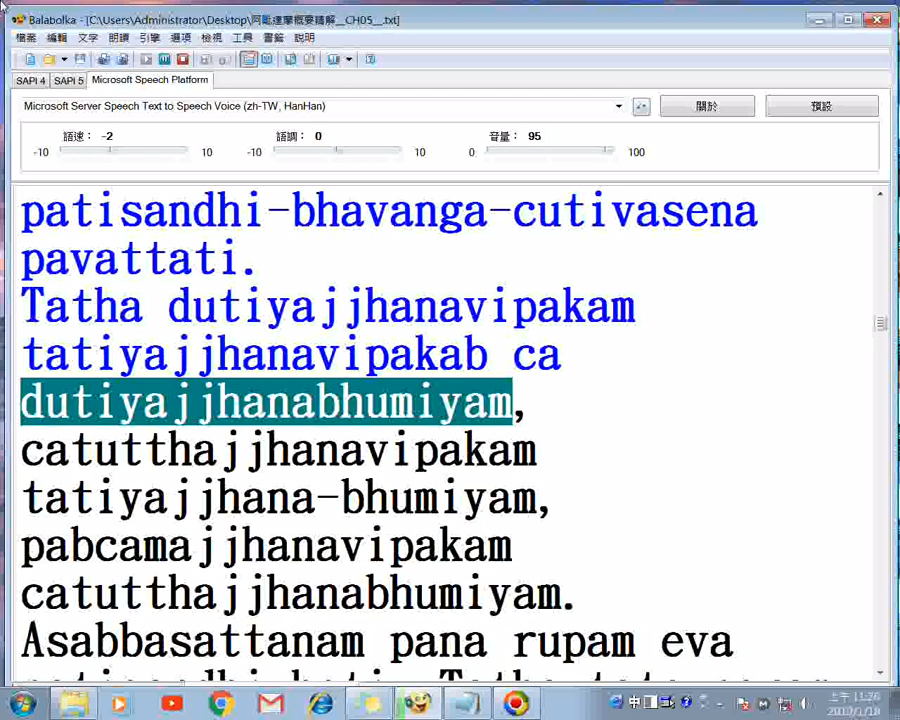 Balabolka - [C:\Users\Administrator\Desktop\阿毗達摩概要精解__CH05__.txt]
檔案 編輯 文字 朗讀 引擎 選項 檢視 工具 書籤 說明
SAPI 4 SAPI 5 Microsoft Speech Platform
Microsoft Server Speech Text to Speech Voice (zh-TW, HanHan) 關於 預設
語速： -2 語調： 0 音量： 95
-10 10 -10 10 0 100
patisandhi-bhavanga-cutivasena
pavattati.
Tatha dutiyajjhanavipakam
tatiyajjhanavipakab ca
dutiyajjhanabhumiyam,
catutthajjhanavipakam
tatiyajjhana-bhumiyam,
pabcamajjhanavipakam
catutthajjhanabhumiyam.
Asabbasattanam pana rupam eva
中 上午 11:26